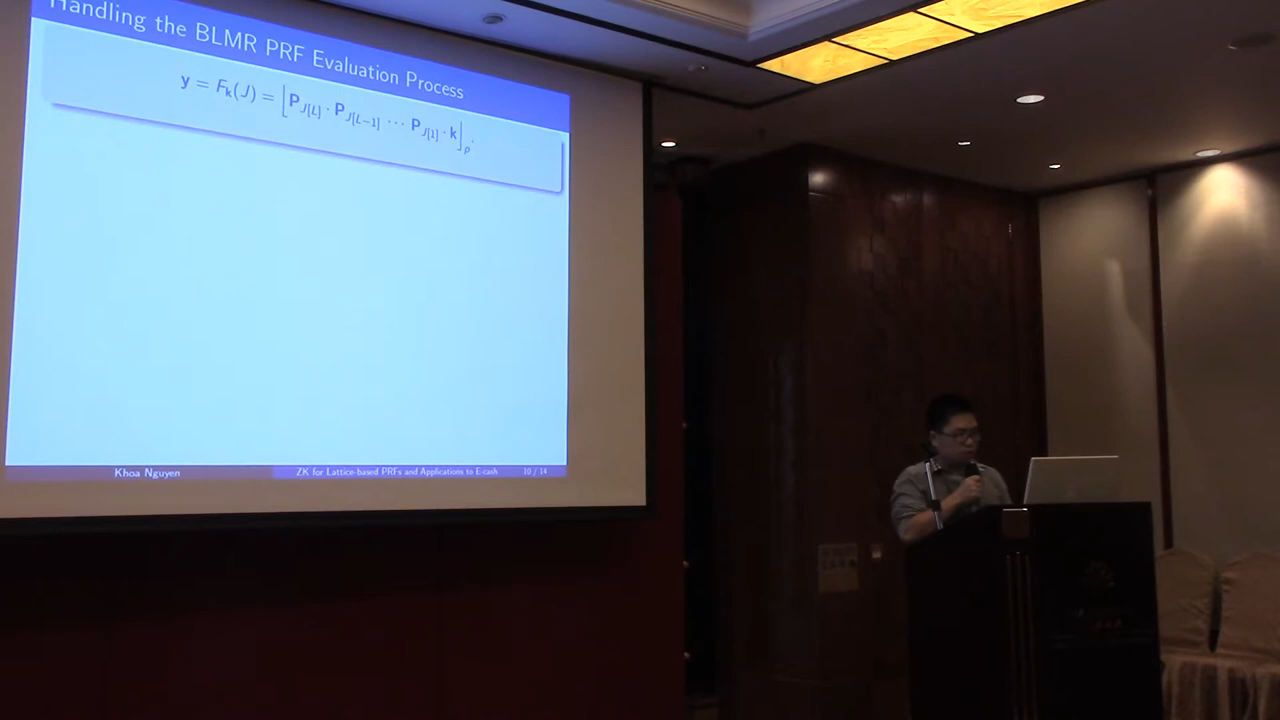 Handling the BLMR PRF Evaluation Process
y = F_k(J) = ⌊P_{J[L]} · P_{J[L−1]} ··· P_{J[1]} · k⌋_p.
Khoa Nguyen ZK for Lattice-based PRFs and Applications to E-cash 10 / 14